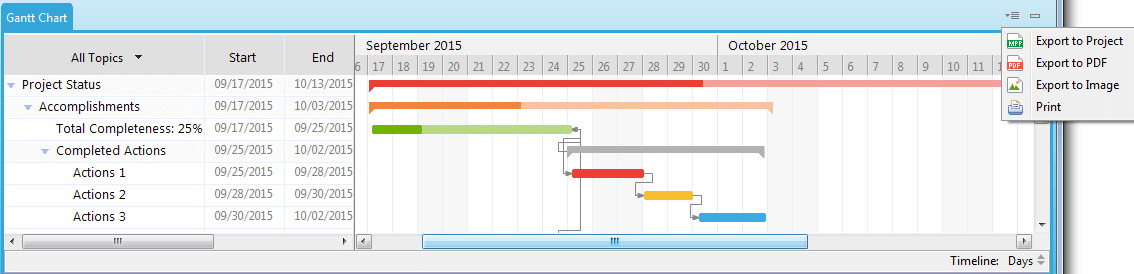 Gantt Chart
All Topics Start End
September 2015 October 2015
6 17 18 19 20 21 22 23 24 25 26 27 28 29 30 1 2 3 4 5 6 7 8 9 10 11 1
Project Status 09/17/2015 10/13/2015
Accomplishments 09/17/2015 10/03/2015
Total Completeness: 25% 09/17/2015 09/25/2015
Completed Actions 09/25/2015 10/02/2015
Actions 1 09/25/2015 09/28/2015
Actions 2 09/28/2015 09/30/2015
Actions 3 09/30/2015 10/02/2015
MPP Export to Project
PDF Export to PDF
Export to Image
Print
Timeline: Days